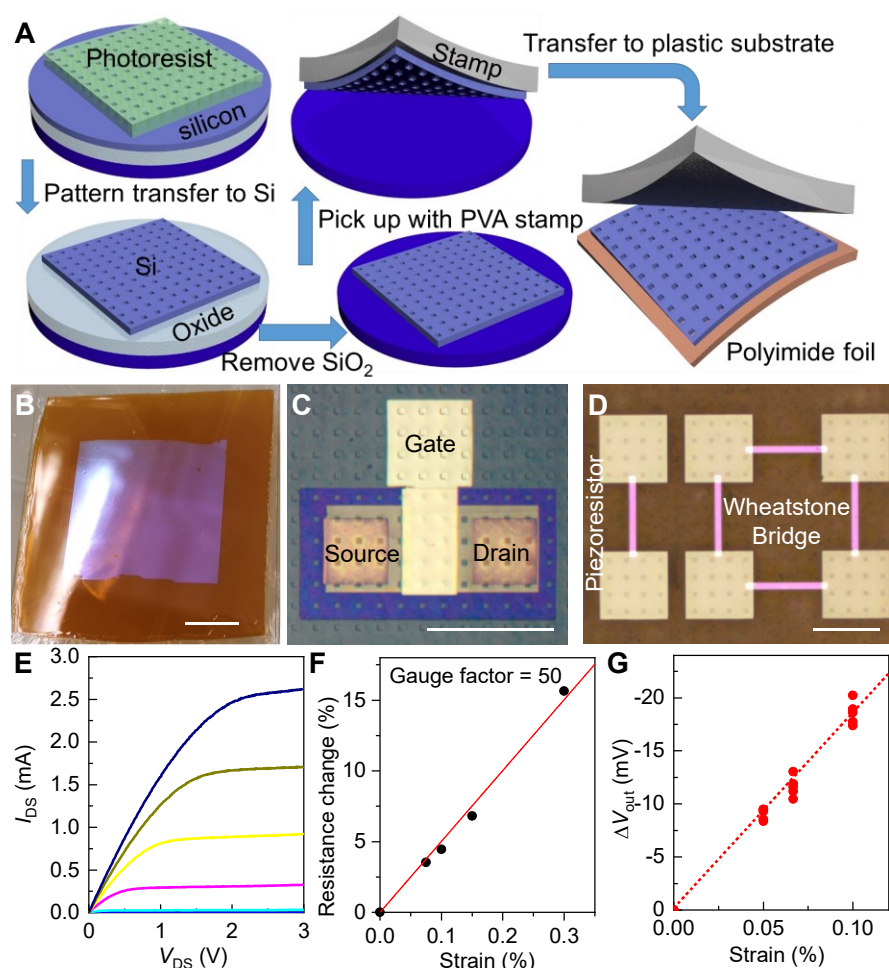 A
Photoresist
silicon
Stamp
Transfer to plastic substrate
Pattern transfer to Si
Pick up with PVA stamp
Si
Oxide
Remove SiO₂
Polyimide foil
B
C
Gate
Source
Drain
D
Piezoresistor
Wheatstone
Bridge
E
3.0
2.5
2.0
1.5
1.0
0.5
0.0
0
1
2
3
I_DS (mA)
V_DS (V)
F
Gauge factor = 50
15
10
5
0
0.0
0.1
0.2
0.3
Resistance change (%)
Strain (%)
G
-20
-15
-10
-5
0
0.00
0.05
0.10
ΔV_out (mV)
Strain (%)